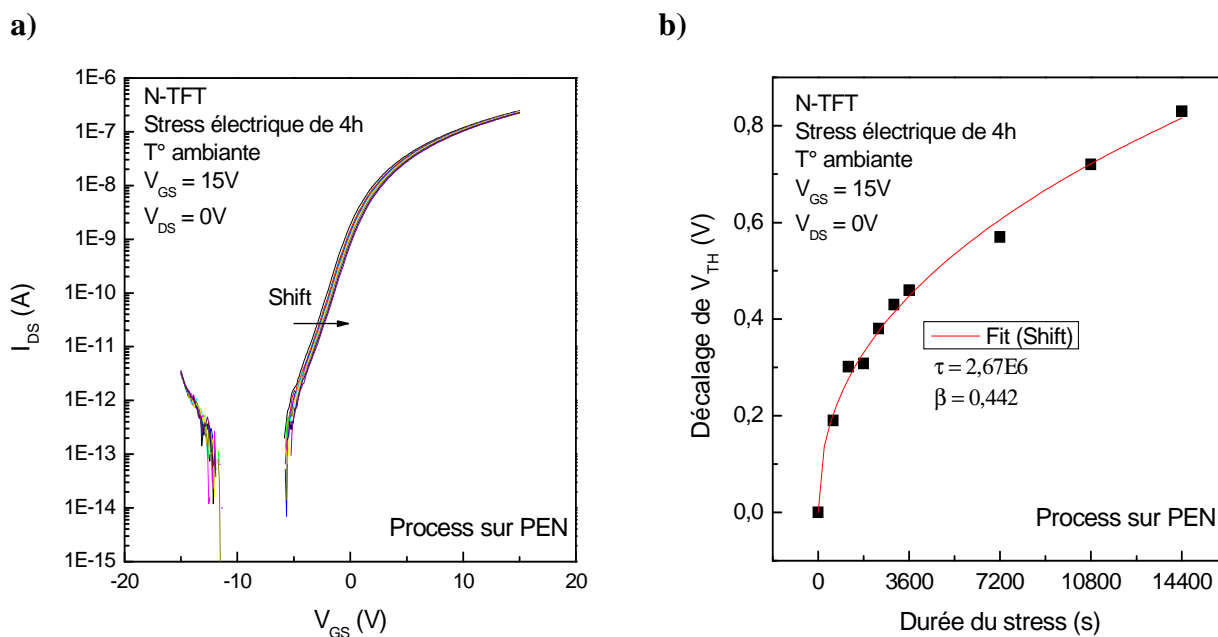 a)
1E-6
1E-7
1E-8
1E-9
1E-10
1E-11
1E-12
1E-13
1E-14
1E-15
I_DS (A)
N-TFT
Stress électrique de 4h
T° ambiante
V_GS = 15V
V_DS = 0V
Shift
Process sur PEN
-20 -10 0 10 20
V_GS (V)
b)
0,8
0,6
0,4
0,2
0,0
Décalage de V_TH (V)
N-TFT
Stress électrique de 4h
T° ambiante
V_GS = 15V
V_DS = 0V
Fit (Shift)
τ = 2,67E6
β = 0,442
Process sur PEN
0 3600 7200 10800 14400
Durée du stress (s)